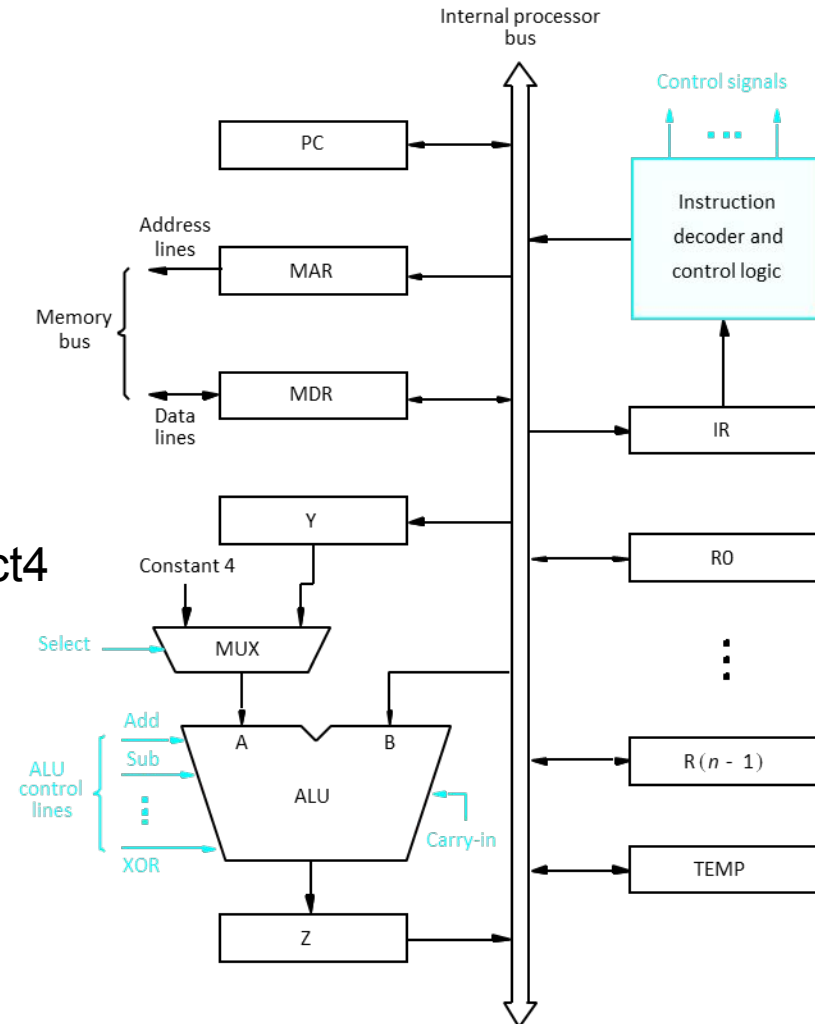 Internal processor
bus
Control signals
PC
Instruction
decoder and
control logic
Address
lines
MAR
Memory
bus
MDR
Data
lines
IR
Y
ct4
Constant 4
R0
Select
MUX
Add
A
B
Sub
R(n - 1)
ALU
control
lines
ALU
Carry-in
XOR
TEMP
Z